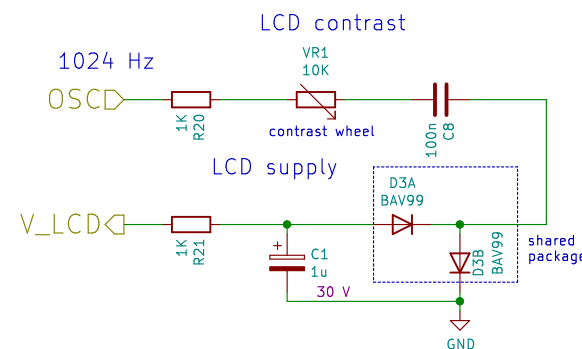 LCD contrast
1024 Hz
VR1
10K
OSC
1K
R20
contrast wheel
100n
C8
LCD supply
D3A
BAV99
V_LCD
1K
R21
+
C1
1u
30 V
D3B
BAV99
shared
package
GND